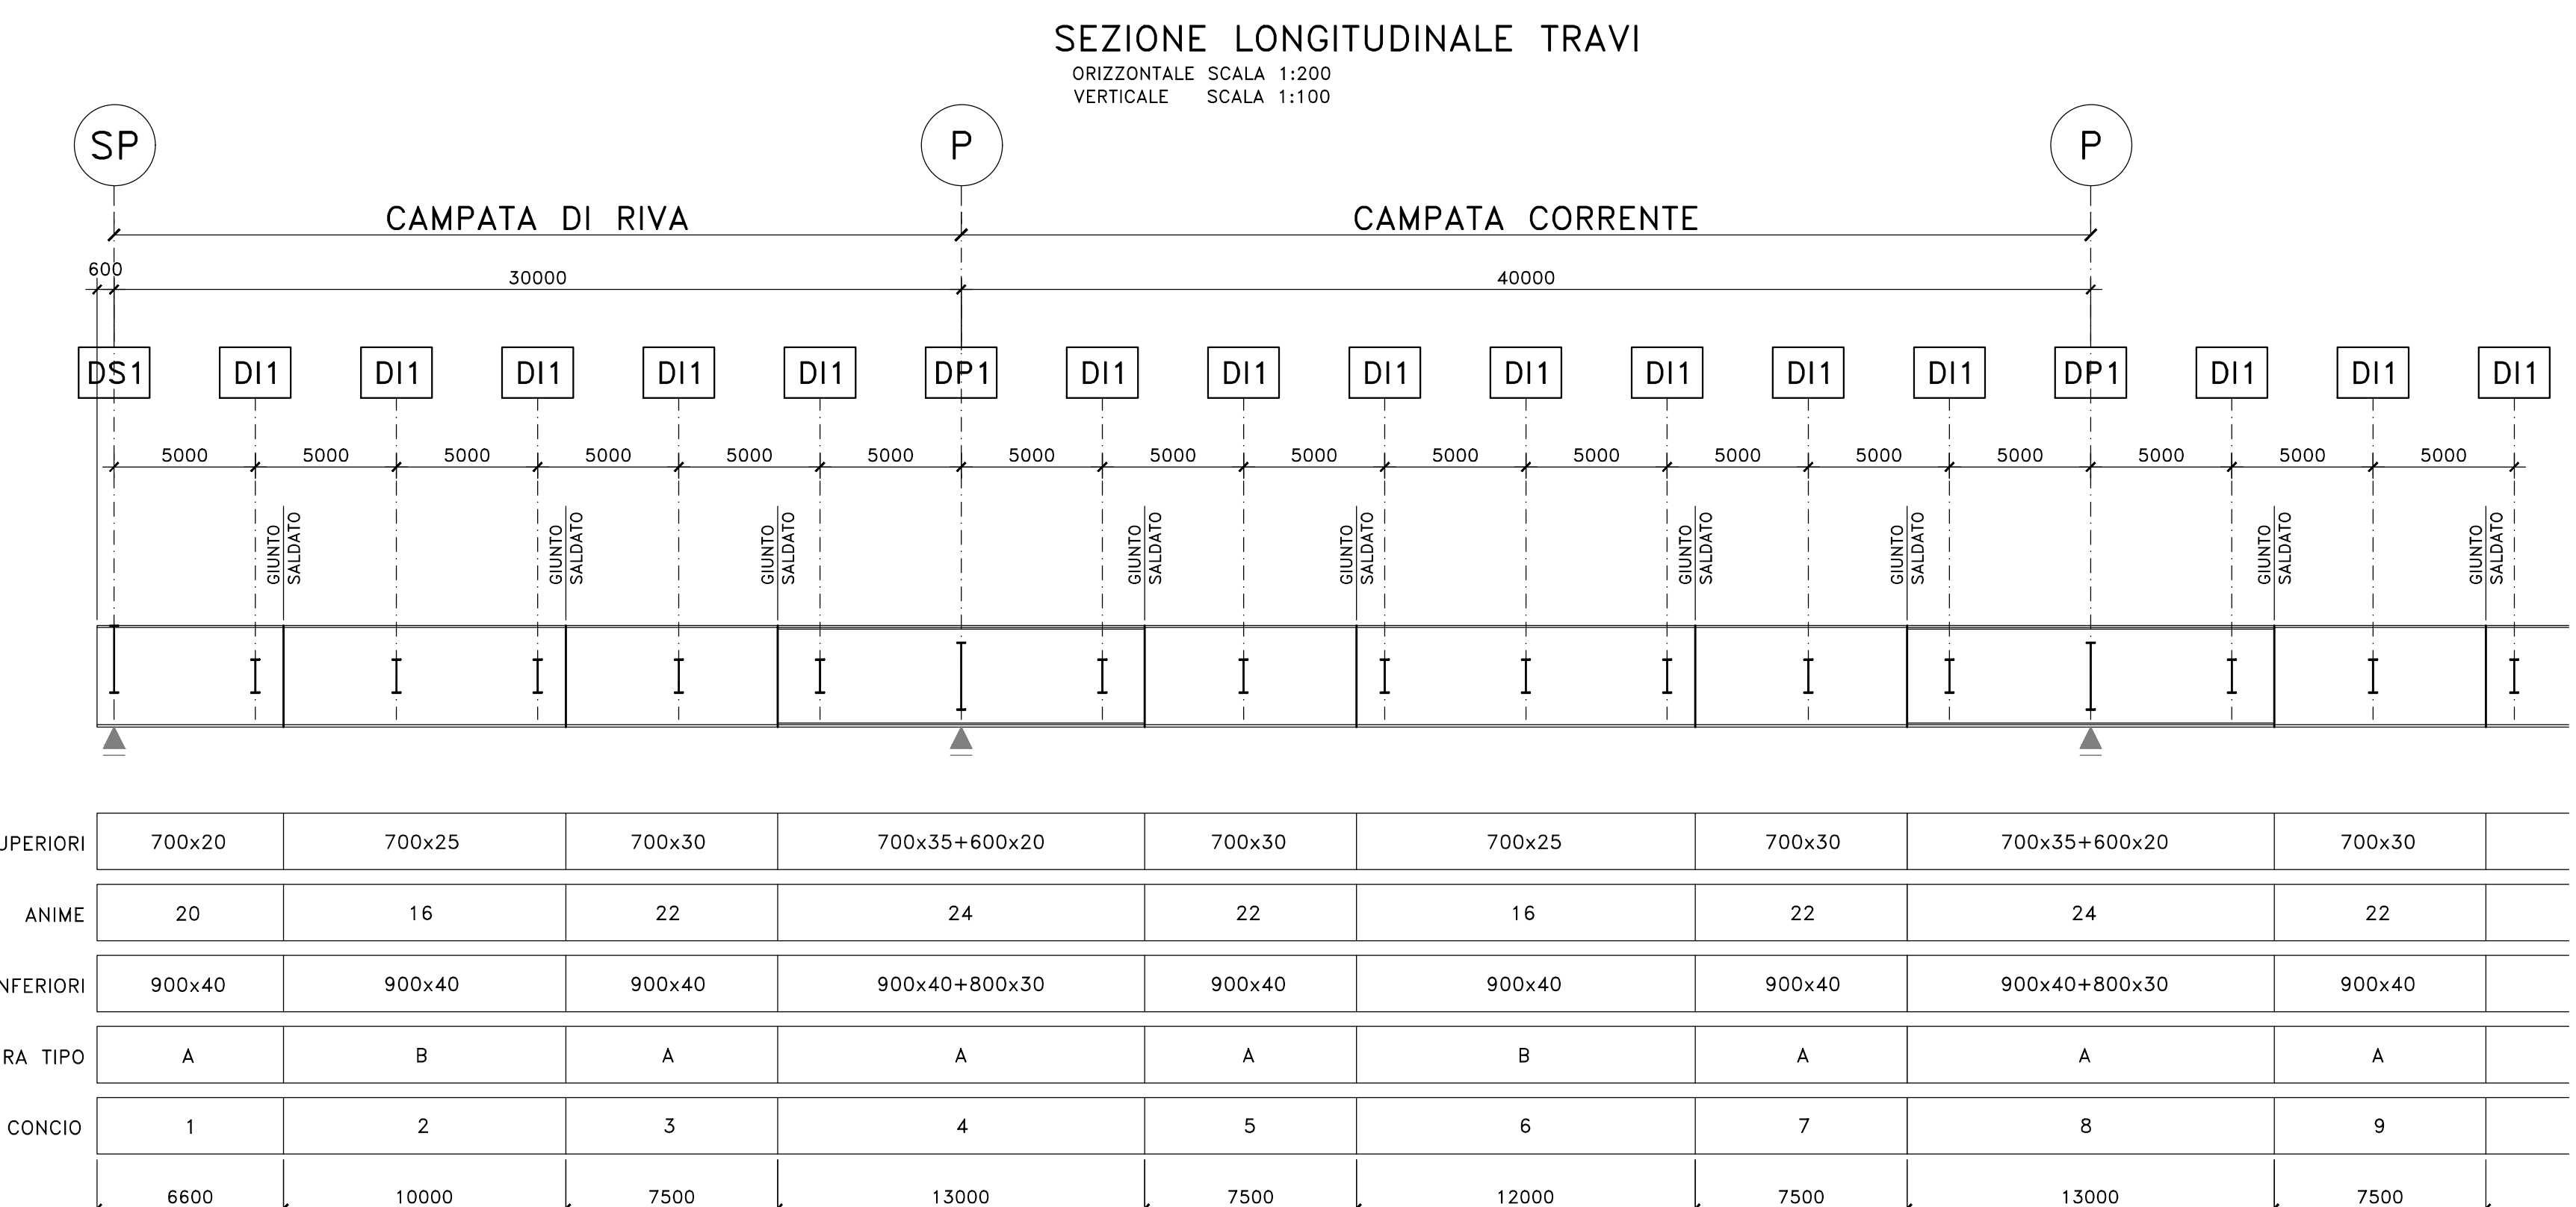 SEZIONE LONGITUDINALE TRAVI
ORIZZONTALE SCALA 1:200
VERTICALE SCALA 1:100
SP P P
CAMPATA DI RIVA CAMPATA CORRENTE
600 30000 40000
DS1 DI1 DI1 DI1 DI1 DI1 DP1 DI1 DI1 DI1 DI1 DI1 DI1 DI1 DP1 DI1 DI1 DI1
5000 5000 5000 5000 5000 5000 5000 5000 5000 5000 5000 5000 5000 5000 5000 5000 5000
GIUNTO
SALDATO
GIUNTO
SALDATO
GIUNTO
SALDATO
GIUNTO
SALDATO
GIUNTO
SALDATO
GIUNTO
SALDATO
GIUNTO
SALDATO
GIUNTO
SALDATO
GIUNTO
SALDATO
UPERIORI 700x20 700x25 700x30 700x35+600x20 700x30 700x25 700x30 700x35+600x20 700x30
ANIME 20 16 22 24 22 16 22 24 22
NFERIORI 900x40 900x40 900x40 900x40+800x30 900x40 900x40 900x40 900x40+800x30 900x40
RA TIPO A B A A A B A A A
CONCIO 1 2 3 4 5 6 7 8 9
6600 10000 7500 13000 7500 12000 7500 13000 7500